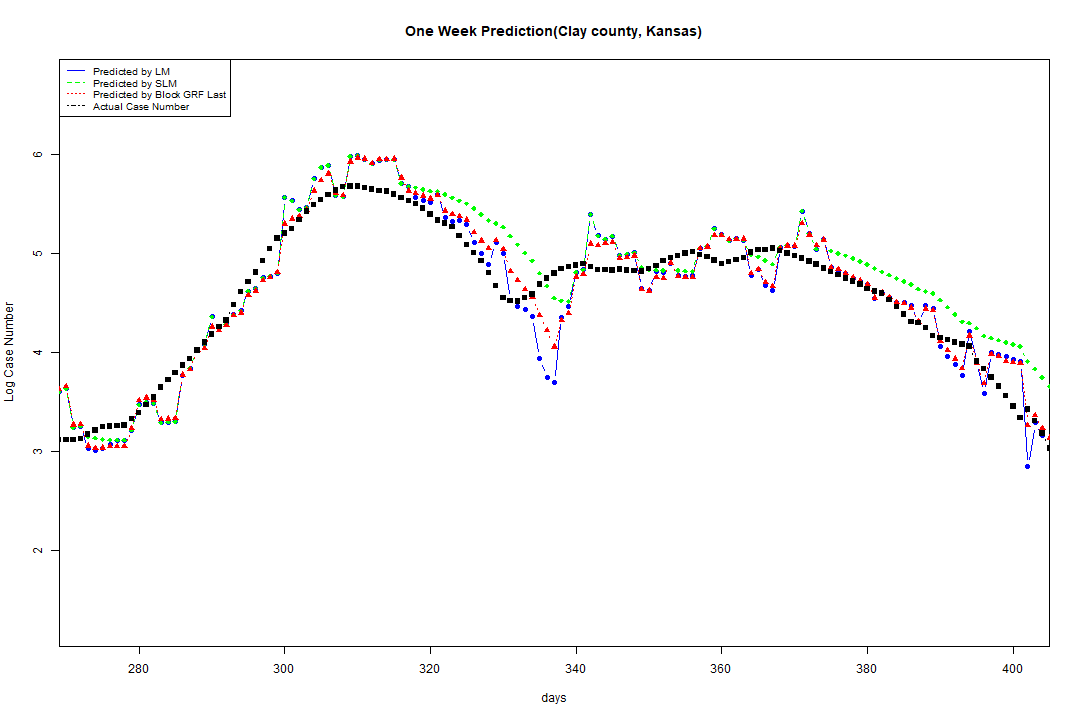 One Week Prediction(Clay county, Kansas)
Predicted by LM
Predicted by SLM
Predicted by Block GRF Last
Actual Case Number
6
5
4
3
2
Log Case Number
280 300 320 340 360 380 400
days